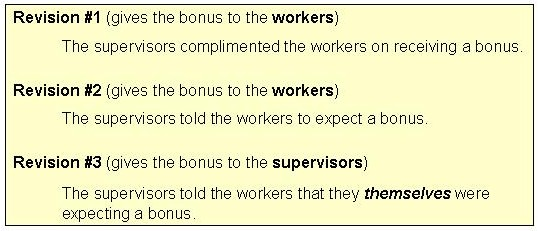 Revision #1 (gives the bonus to the workers)
The supervisors complimented the workers on receiving a bonus.
Revision #2 (gives the bonus to the workers)
The supervisors told the workers to expect a bonus.
Revision #3 (gives the bonus to the supervisors)
The supervisors told the workers that they themselves were
expecting a bonus.